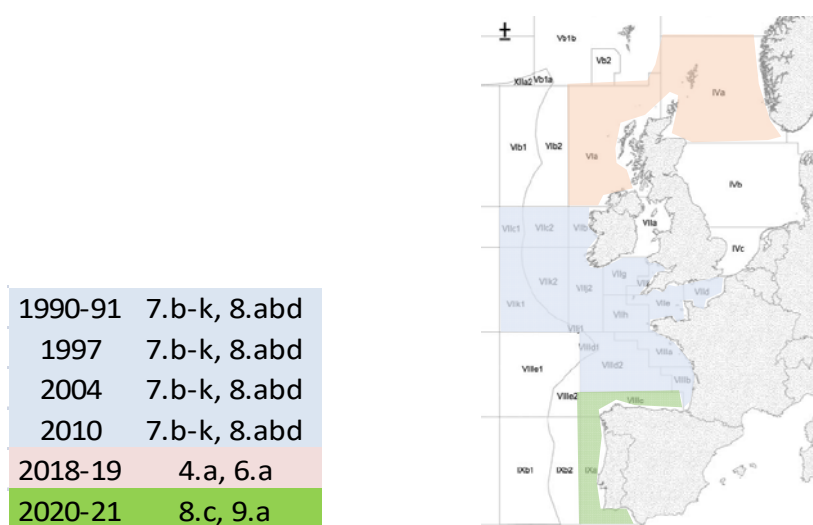 1990-91 7.b-k, 8.abd
1997 7.b-k, 8.abd
2004 7.b-k, 8.abd
2010 7.b-k, 8.abd
2018-19 4.a, 6.a
2020-21 8.c, 9.a
±
Vb1b
Vb2
XIIa2 Vb1a
IVa
VIb1 VIb2 VIa
IVb
VIIa
VIIc1 VIIc2 VIIb
IVc
VIIg
VIIk2 VIIj2
VIIk1 VIIe VIId
VIIh
VIIj1
VIIId1
VIIIa
VIIId2
VIIIe1
VIIIb
VIIIe2 VIIIc
IXb1 IXb2 IXa